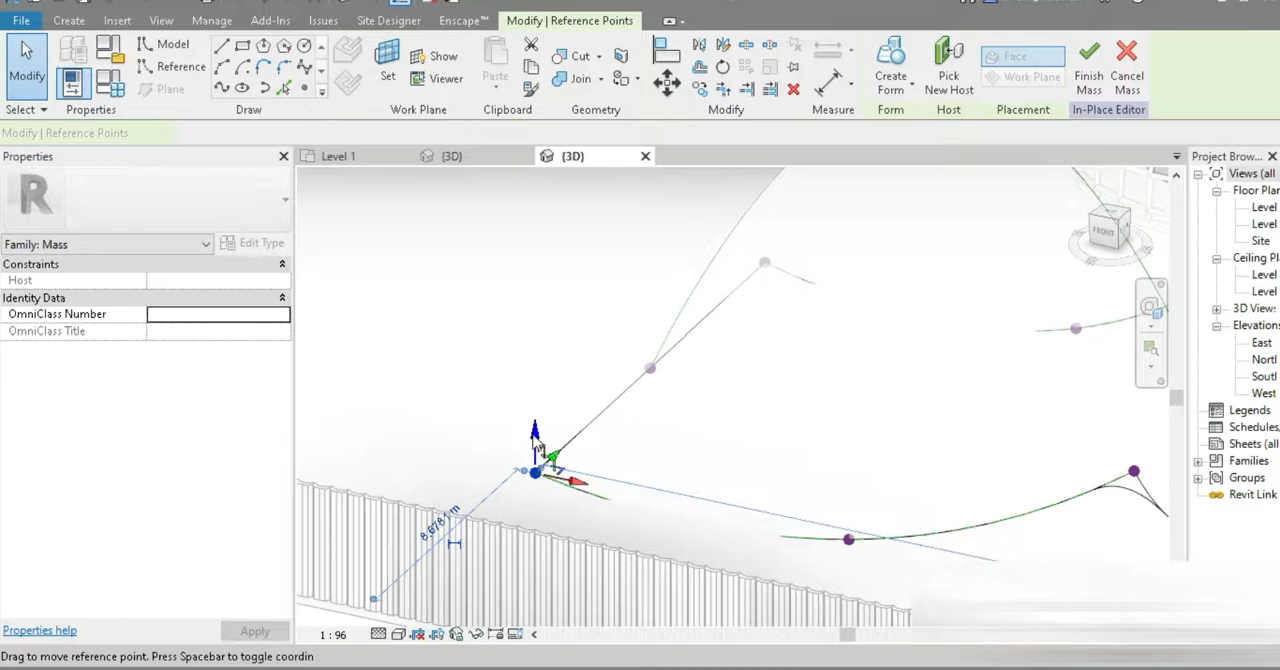 File Create Insert View Manage Add-Ins Issues Site Designer Enscape™ Modify | Reference Points
Modify
Select
Properties
Model
Reference
Plane
Draw
Set
Show
Viewer
Work Plane
Paste
Clipboard
Cut
Join
Geometry
Modify
Measure
Create Form
Form
Pick New Host
Host
Face
Work Plane
Placement
Finish Mass
Cancel Mass
In-Place Editor
Modify | Reference Points
Properties
R
Family: Mass
Edit Type
Constraints
Host
Identity Data
OmniClass Number
OmniClass Title
Properties help
Apply
Level 1
{3D}
{3D}
FRONT
8.6781 m
1 : 96
Project Brow...
Views (all
Floor Plan
Level
Level
Site
Ceiling Pl
Level
Level
3D View:
Elevations
East
Nortl
Soutl
West
Legends
Schedules,
Sheets (all
Families
Groups
Revit Link
Drag to move reference point. Press Spacebar to toggle coordin